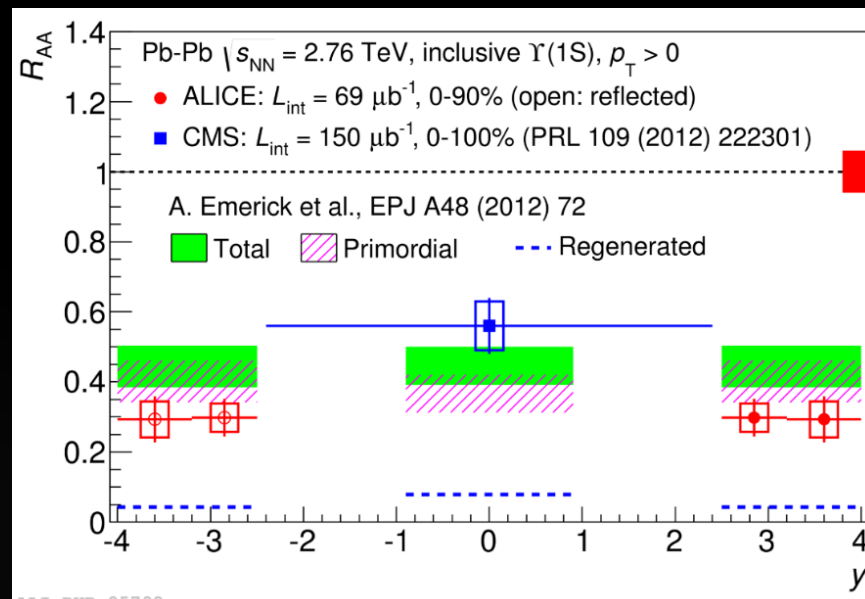 R_AA
1.4
1.2
1
0.8
0.6
0.4
0.2
0
Pb-Pb √s_NN = 2.76 TeV, inclusive ϒ(1S), p_T > 0
ALICE: L_int = 69 μb⁻¹, 0-90% (open: reflected)
CMS: L_int = 150 μb⁻¹, 0-100% (PRL 109 (2012) 222301)
A. Emerick et al., EPJ A48 (2012) 72
Total Primordial Regenerated
-4 -3 -2 -1 0 1 2 3 4
y